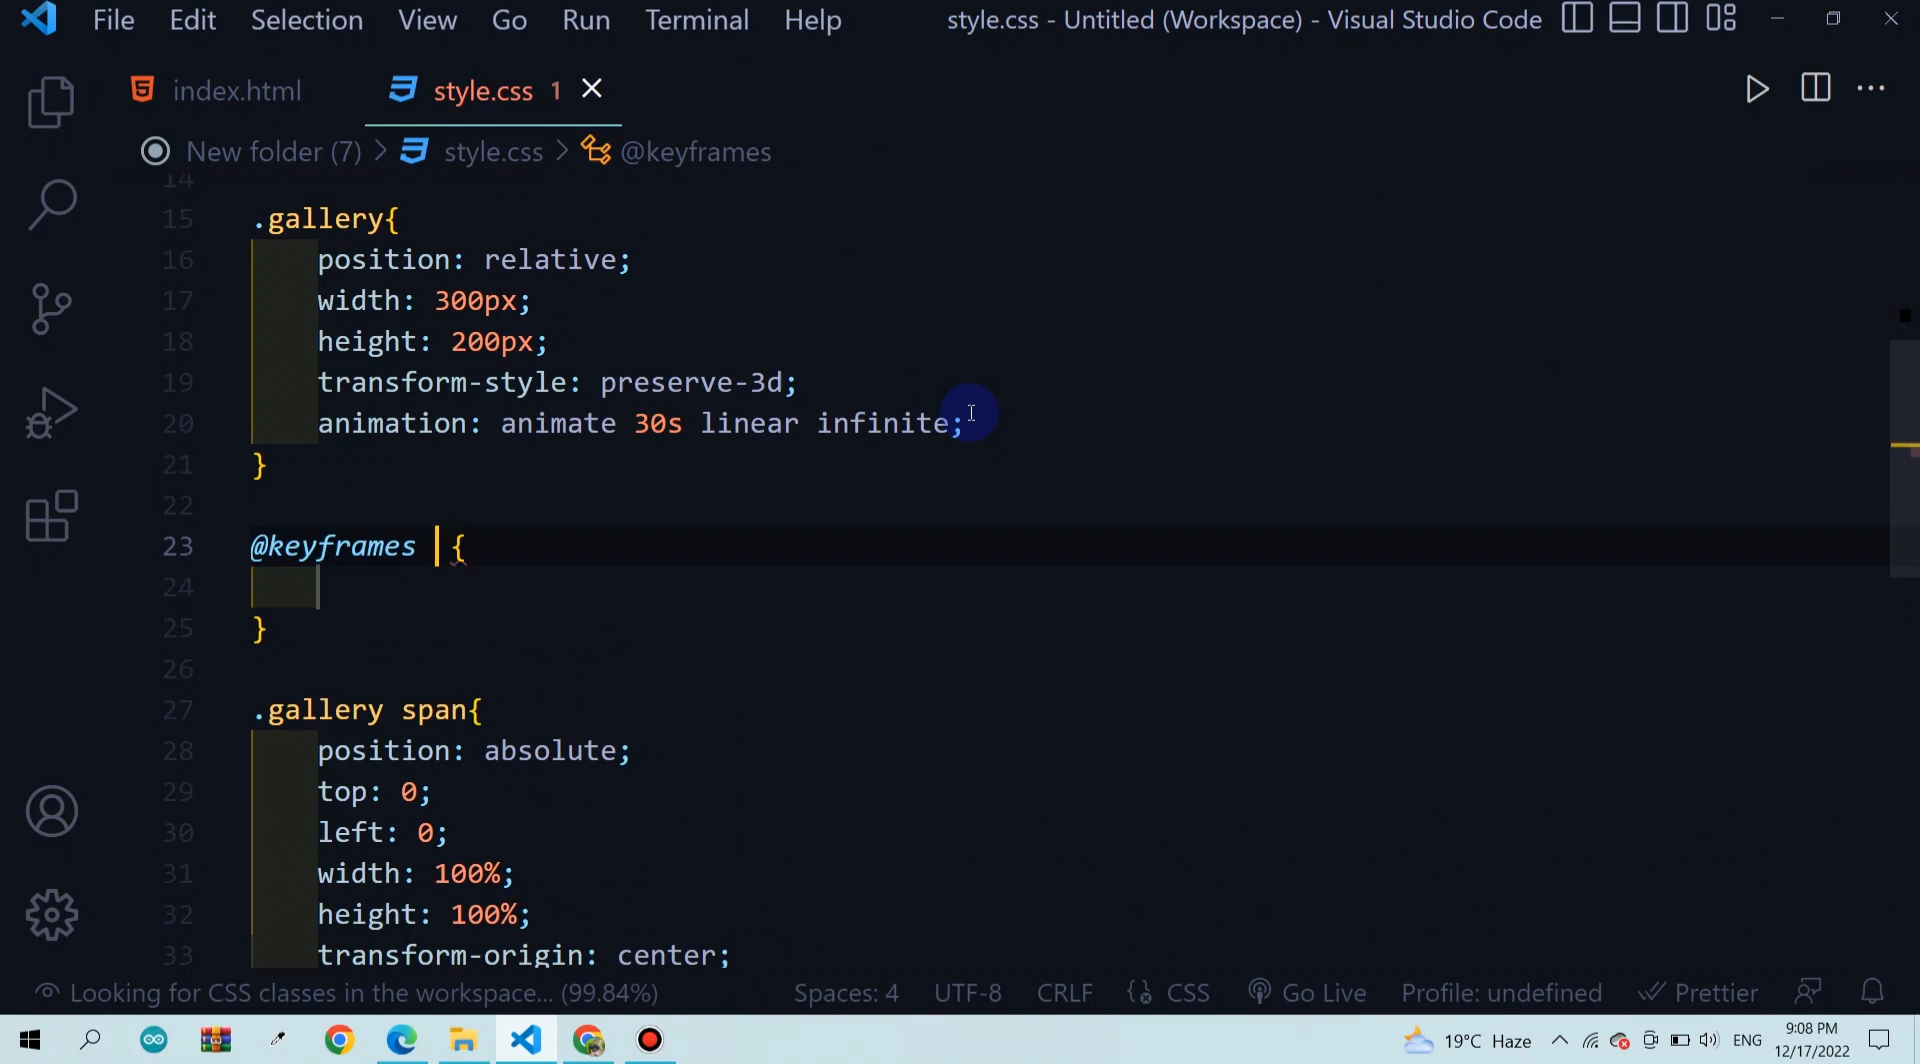 File Edit Selection View Go Run Terminal Help style.css - Untitled (Workspace) - Visual Studio Code
index.html style.css 1
New folder (7) > style.css > @keyframes
14
15 .gallery{
16 position: relative;
17 width: 300px;
18 height: 200px;
19 transform-style: preserve-3d;
20 animation: animate 30s linear infinite;
21 }
22
23 @keyframes {
24
25 }
26
27 .gallery span{
28 position: absolute;
29 top: 0;
30 left: 0;
31 width: 100%;
32 height: 100%;
33 transform-origin: center;
Looking for CSS classes in the workspace... (99.84%) Spaces: 4 UTF-8 CRLF CSS Go Live Profile: undefined Prettier
19°C Haze ENG 9:08 PM
12/17/2022